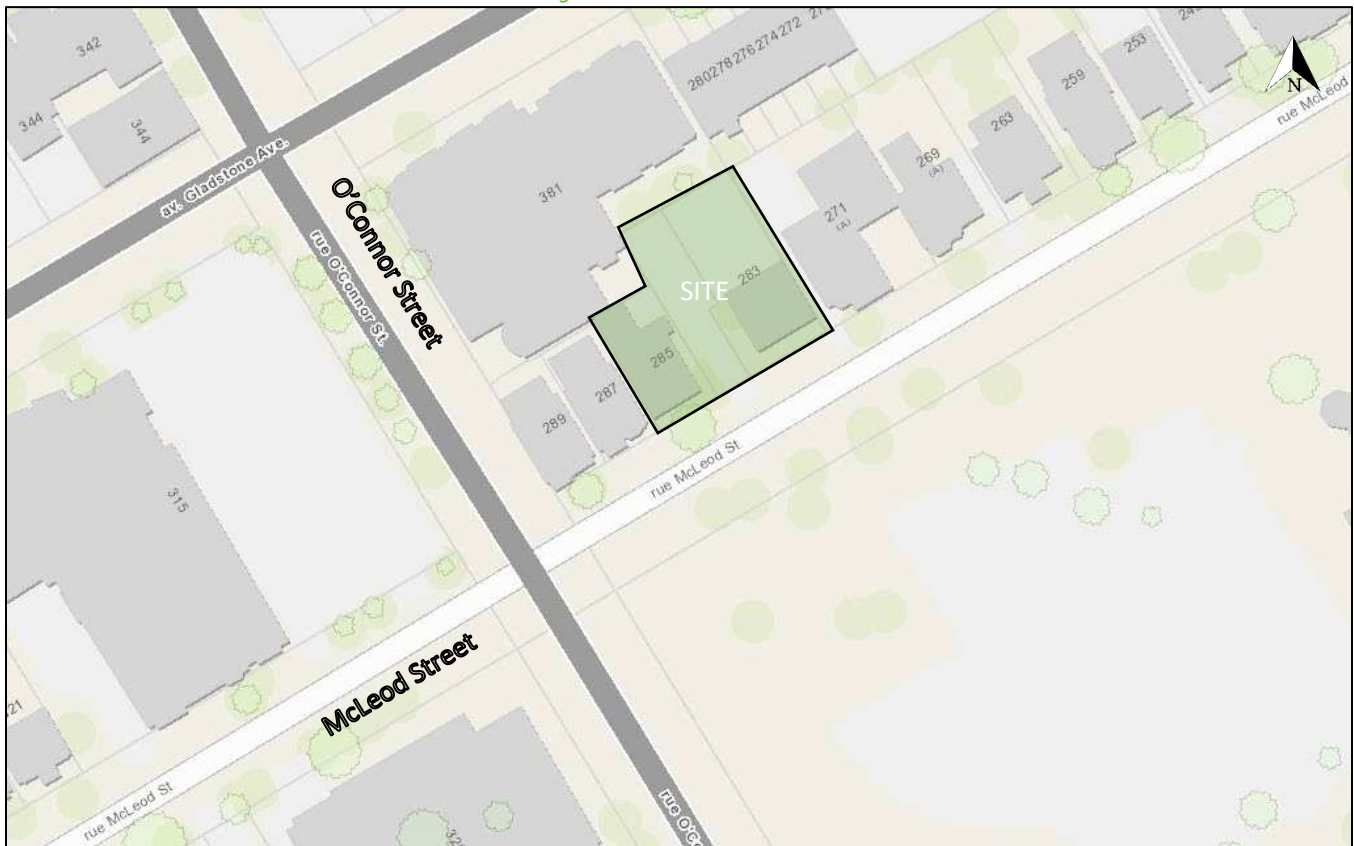 342
344
344
av. Gladstone Ave.
280 278 276 274 272
253
259
263
269
(A)
271
(A)
rue McLeod
N
381
O'Connor Street
rue O'Connor St.
283
SITE
285
287
289
rue McLeod St
315
McLeod Street
rue McLeod St